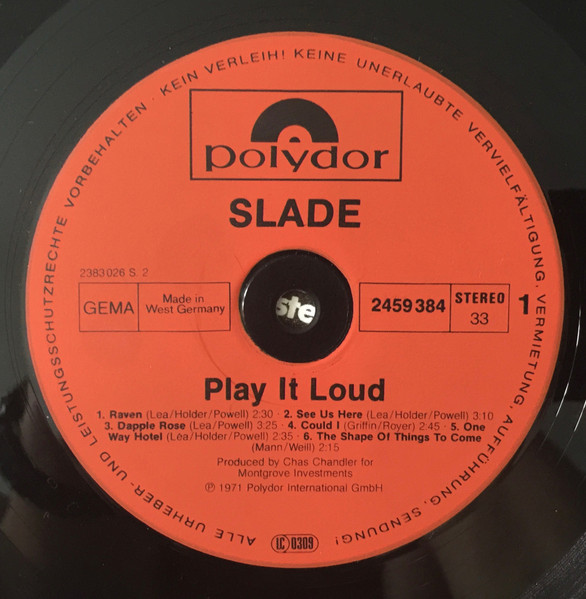 ALLE URHEBER- UND LEISTUNGSSCHUTZRECHTE VORBEHALTEN · KEIN VERLEIH! KEINE UNERLAUBTE VERVIELFÄLTIGUNG, VERMIETUNG, AUFFÜHRUNG, SENDUNG!
polydor
SLADE
2383026 S. 2
GEMA
Made in
West Germany
ste
2459 384
STEREO
33
1
Play It Loud
1. Raven (Lea/Holder/Powell) 2:30 · 2. See Us Here (Lea/Holder/Powell) 3:10
3. Dapple Rose (Lea/Powell) 3:25 · 4. Could I (Griffin/Royer) 2:45 · 5. One
Way Hotel (Lea/Holder/Powell) 2:35 · 6. The Shape Of Things To Come
(Mann/Weill) 2:15
Produced by Chas Chandler for
Montgrove Investments
℗ 1971 Polydor International GmbH
LC 0309